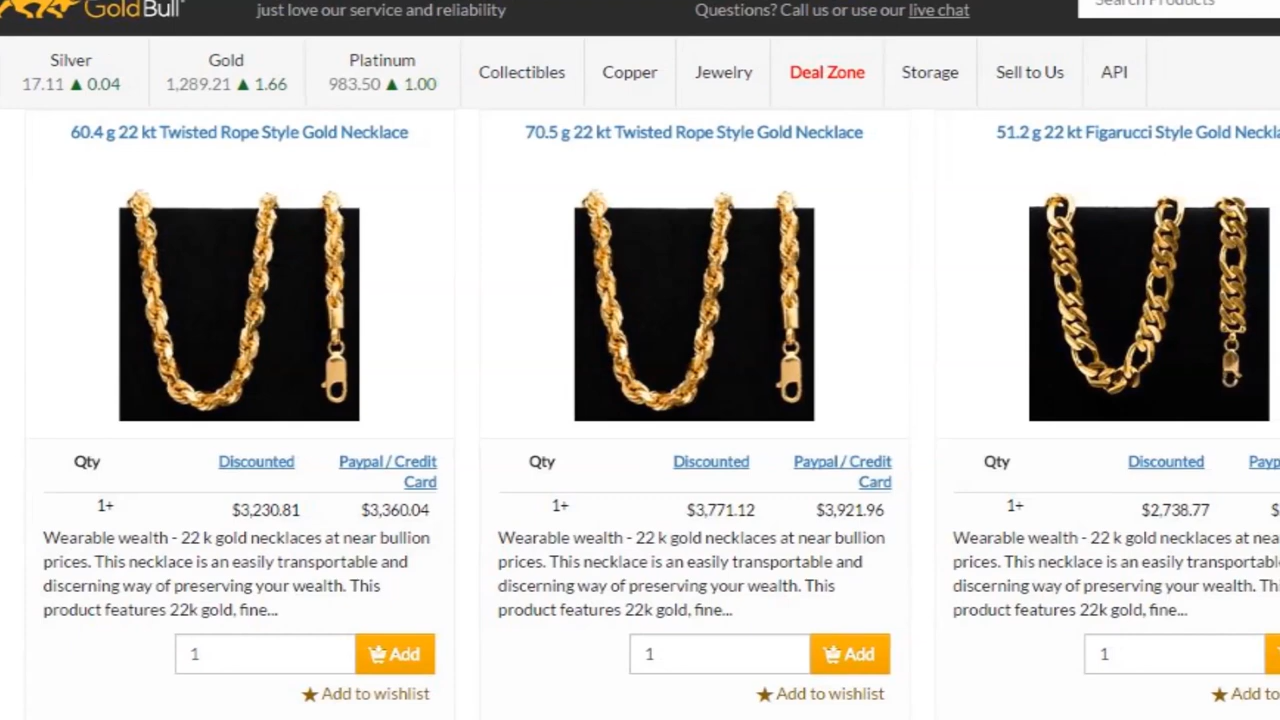 GoldBull
just love our service and reliability
Questions? Call us or use our live chat
Search Products
Silver
17.11 ▲ 0.04
Gold
1,289.21 ▲ 1.66
Platinum
983.50 ▲ 1.00
Collectibles
Copper
Jewelry
Deal Zone
Storage
Sell to Us
API
60.4 g 22 kt Twisted Rope Style Gold Necklace
Qty Discounted Paypal / Credit
Card
1+ $3,230.81 $3,360.04
Wearable wealth - 22 k gold necklaces at near bullion
prices. This necklace is an easily transportable and
discerning way of preserving your wealth. This
product features 22k gold, fine...
1 Add
★ Add to wishlist
70.5 g 22 kt Twisted Rope Style Gold Necklace
Qty Discounted Paypal / Credit
Card
1+ $3,771.12 $3,921.96
Wearable wealth - 22 k gold necklaces at near bullion
prices. This necklace is an easily transportable and
discerning way of preserving your wealth. This
product features 22k gold, fine...
1 Add
★ Add to wishlist
51.2 g 22 kt Figarucci Style Gold Neckla
Qty Discounted Payp
1+ $2,738.77 $
Wearable wealth - 22 k gold necklaces at nea
prices. This necklace is an easily transportabl
discerning way of preserving your wealth. Th
product features 22k gold, fine...
1
★ Add to